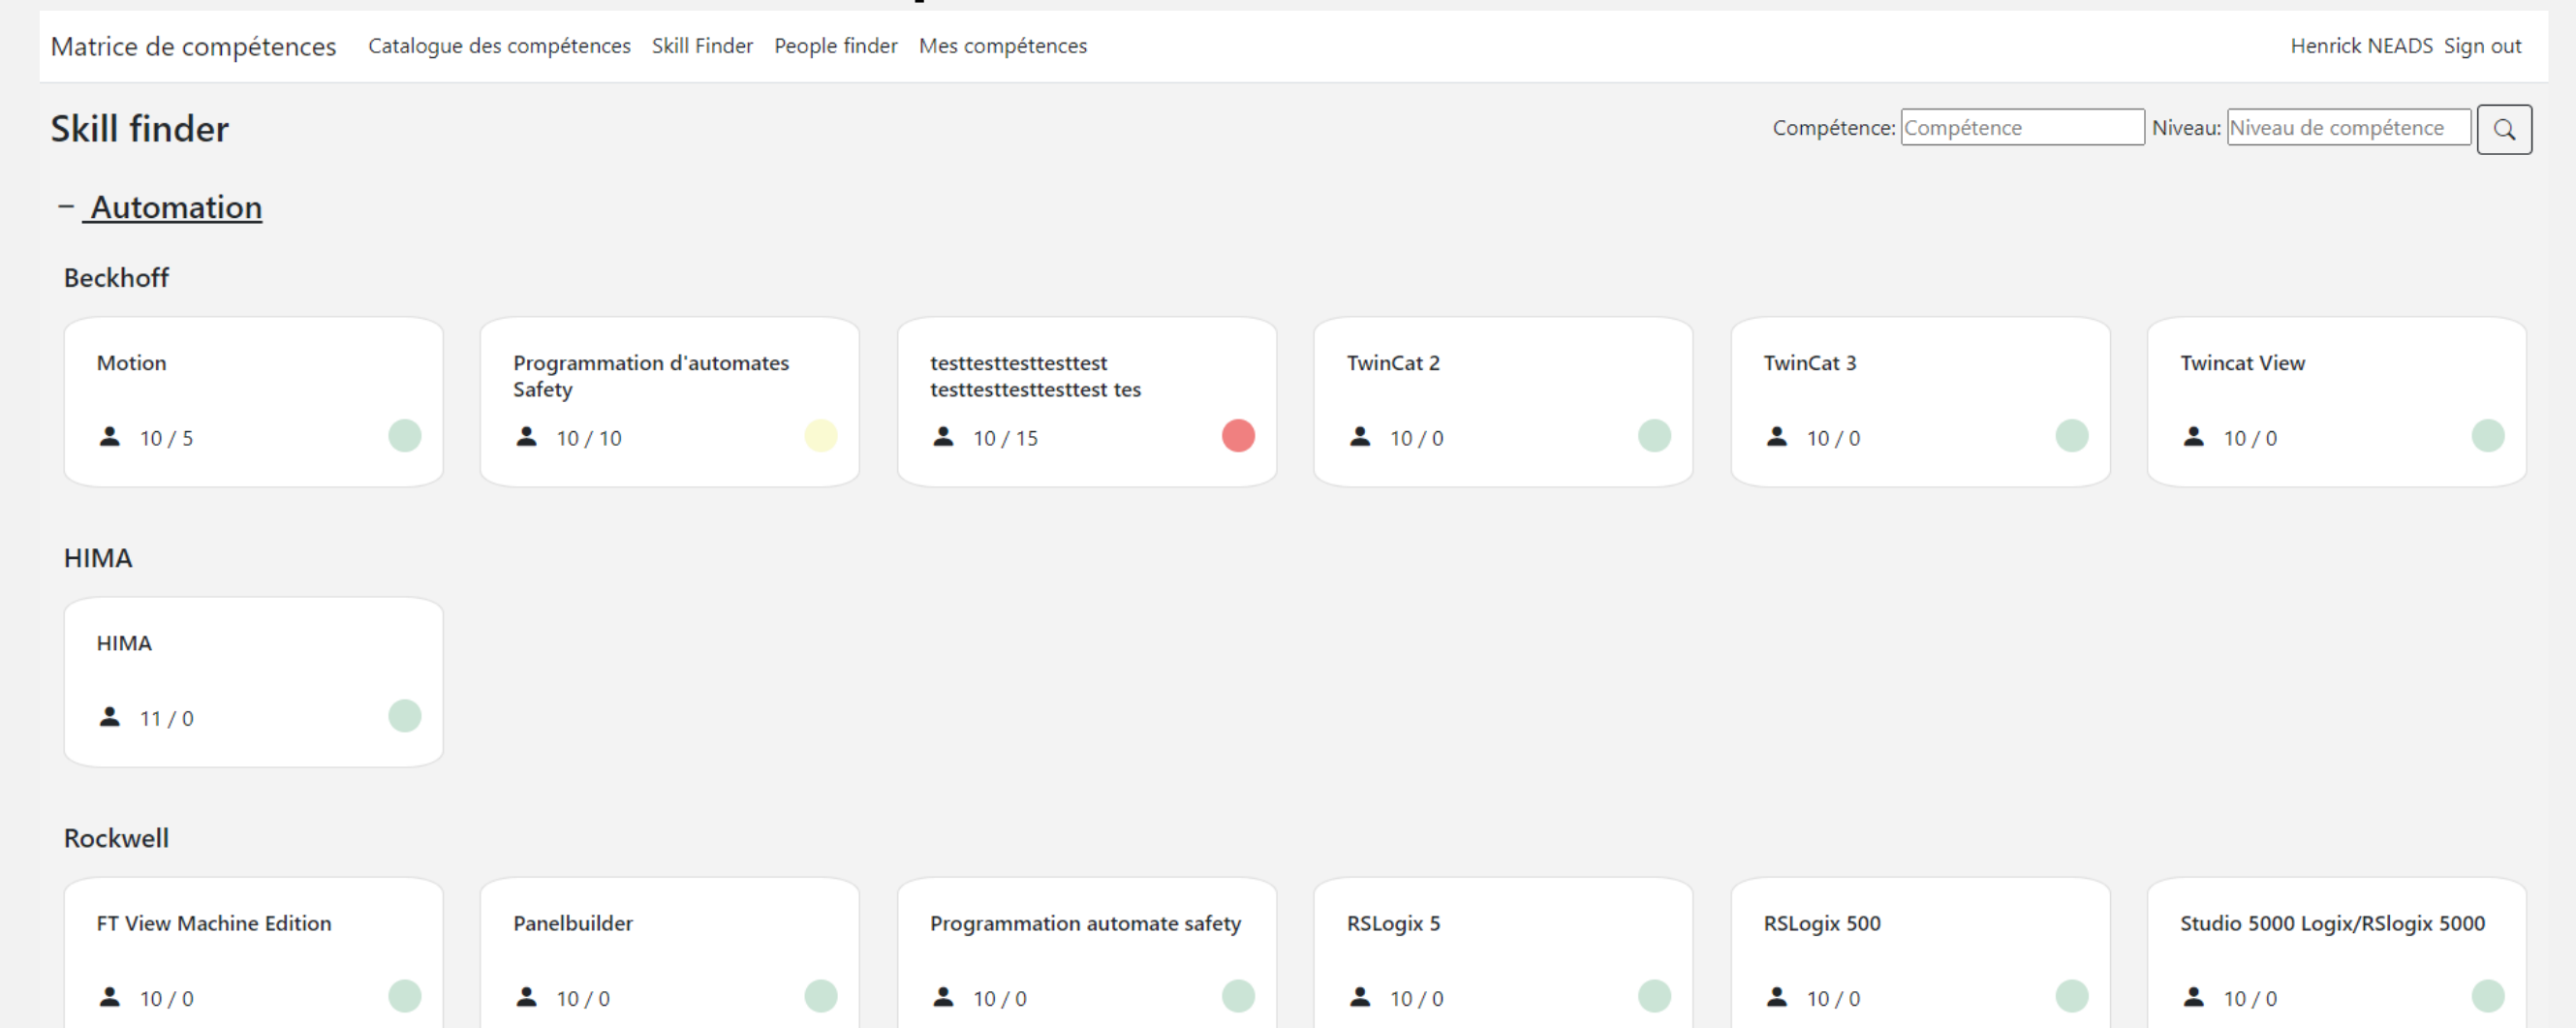 Matrice de compétences Catalogue des compétences Skill Finder People finder Mes compétences Henrick NEADS Sign out
Skill finder Compétence: Compétence Niveau: Niveau de compétence
− Automation
Beckhoff
Motion
10 / 5
Programmation d'automates
Safety
10 / 10
testtesttesttesttest
testtesttesttesttest tes
10 / 15
TwinCat 2
10 / 0
TwinCat 3
10 / 0
Twincat View
10 / 0
HIMA
HIMA
11 / 0
Rockwell
FT View Machine Edition
10 / 0
Panelbuilder
10 / 0
Programmation automate safety
10 / 0
RSLogix 5
10 / 0
RSLogix 500
10 / 0
Studio 5000 Logix/RSlogix 5000
10 / 0